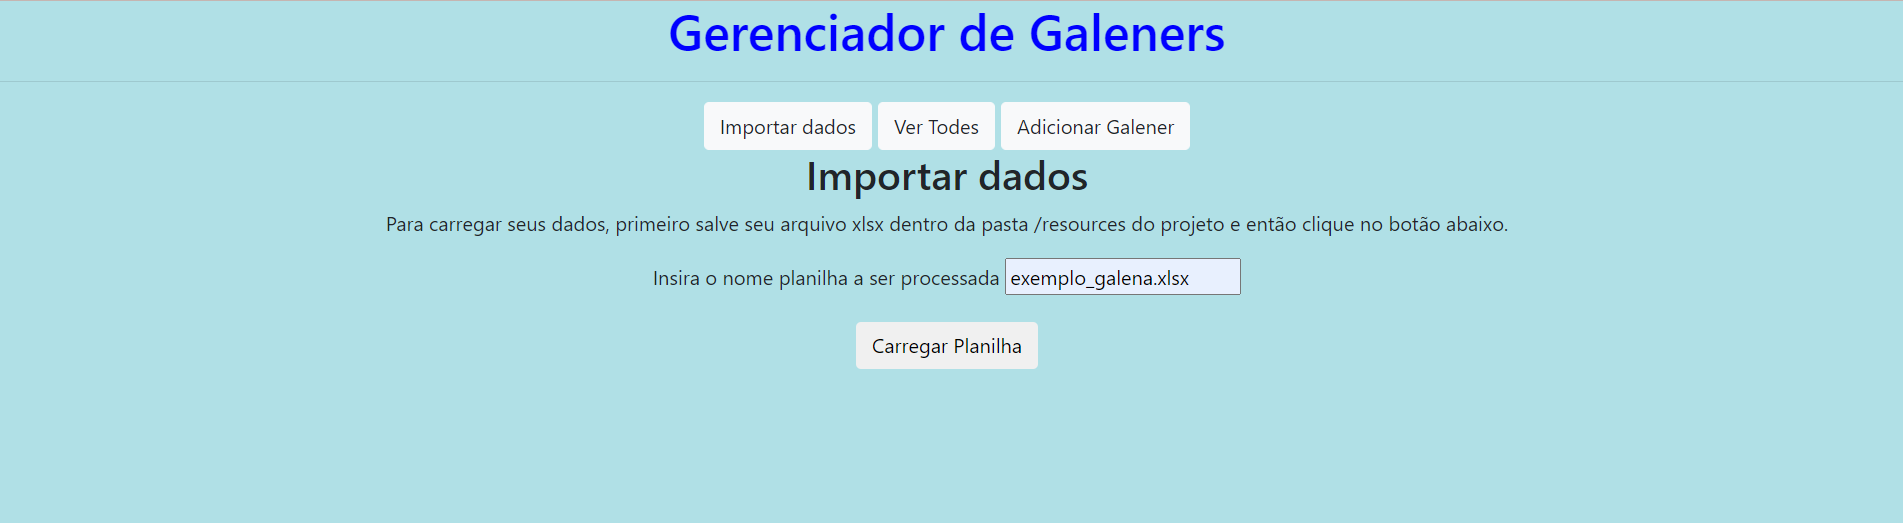 Gerenciador de Galeners
Importar dados Ver Todes Adicionar Galener
Importar dados
Para carregar seus dados, primeiro salve seu arquivo xlsx dentro da pasta /resources do projeto e então clique no botão abaixo.
Insira o nome planilha a ser processada exemplo_galena.xlsx
Carregar Planilha